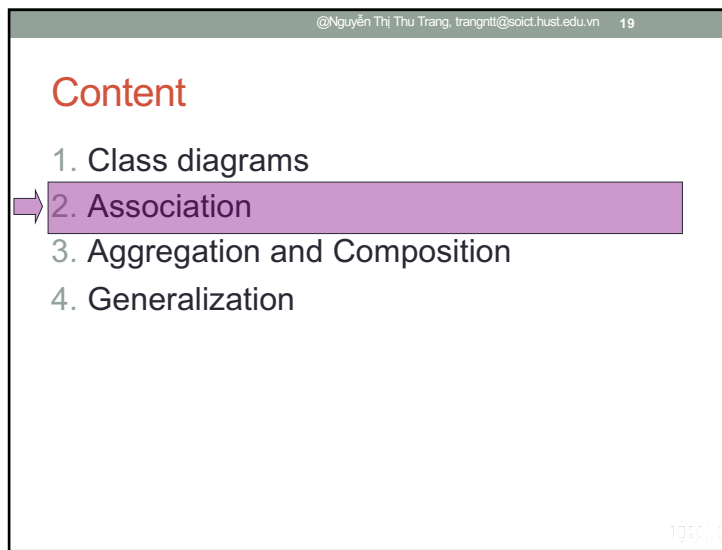 @Nguyễn Thị Thu Trang, trangntt@soict.hust.edu.vn 19
Content
1. Class diagrams
2. Association
3. Aggregation and Composition
4. Generalization